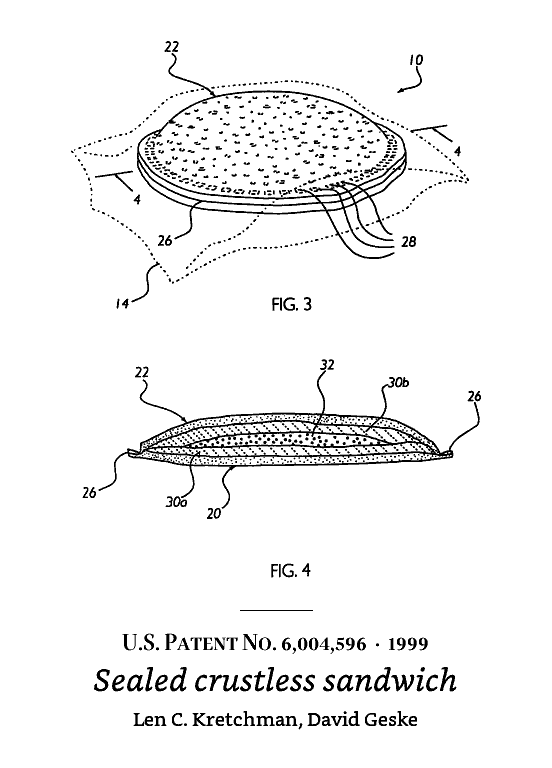 22
10
4
4
26
28
14
FIG. 3
32
22
30b
26
26
30a
20
FIG. 4
U.S. PATENT NO. 6,004,596 · 1999
Sealed crustless sandwich
Len C. Kretchman, David Geske